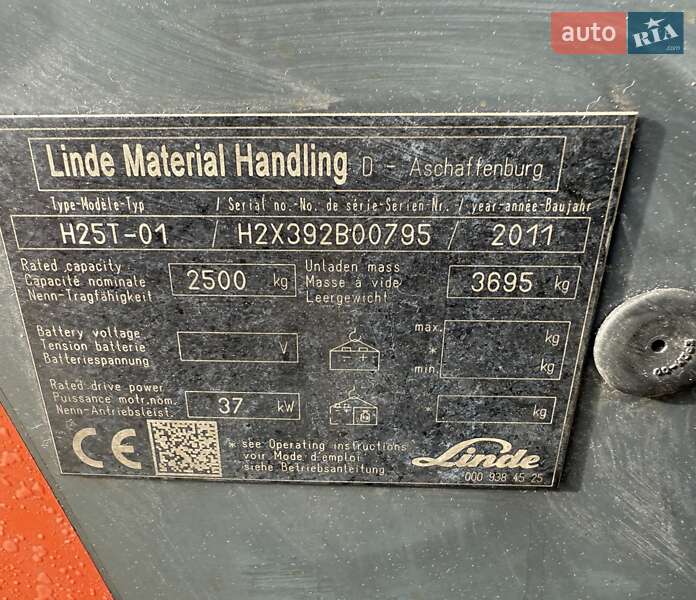 auto RIA .com
Linde Material Handling D - Aschaffenburg
Type-Modèle-Typ / Serial no.-No. de série-Serien-Nr. / year-année-Baujahr
H25T-01 / H2X392B00795 / 2011
Rated capacity
Capacité nominale
Nenn-Tragfähigkeit
2500 kg
Unladen mass
Masse à vide
Leergewicht
3695 kg
Battery voltage
Tension batterie
Batteriespannung
V
max. kg
*
min. kg
Rated drive power
Puissance motr.nom.
Nenn-Antriebsleist.
37 kW
* kg
CE
* see Operating instructions
voir Mode d'emploi
siehe Betriebsanleitung
Linde
000 938 45 25